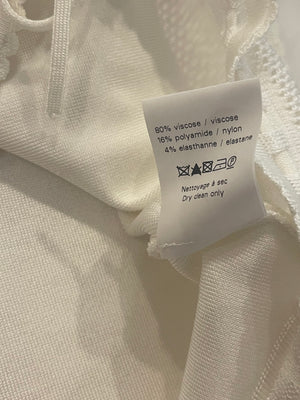 80% viscose / viscose
16% polyamide / nylon
4% elasthanne / elastane
Nettoyage à sec
Dry clean only